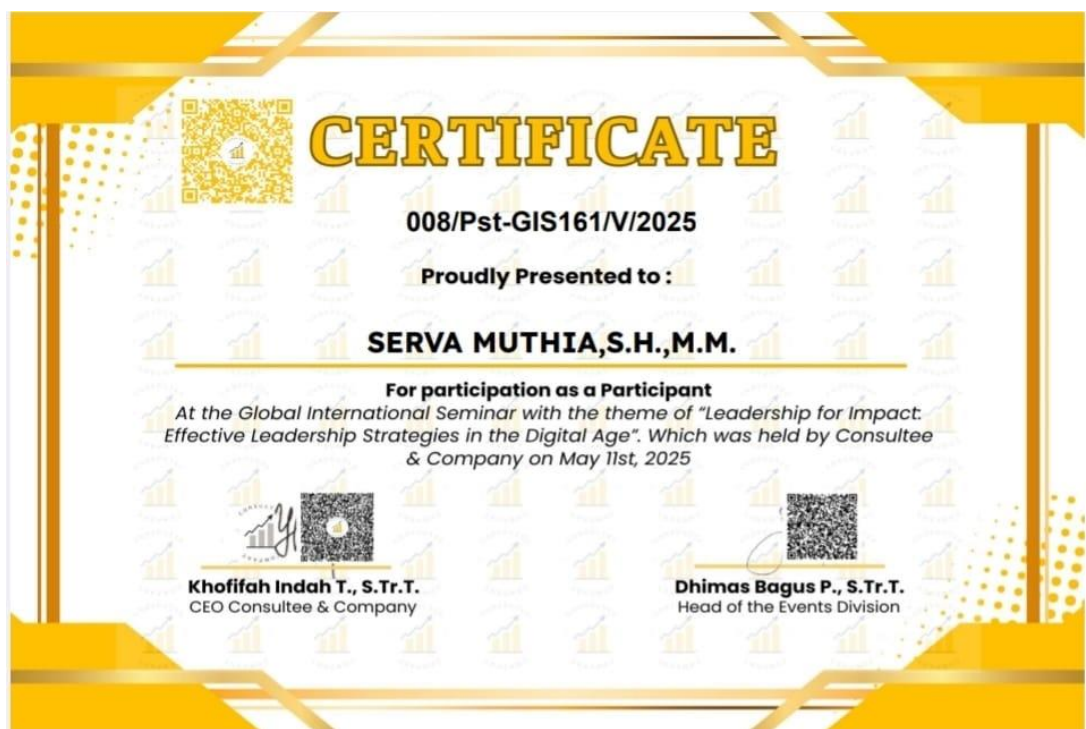 CERTIFICATE
008/Pst-GIS161/V/2025
Proudly Presented to :
SERVA MUTHIA,S.H.,M.M.
For participation as a Participant
At the Global International Seminar with the theme of “Leadership for Impact:
Effective Leadership Strategies in the Digital Age”. Which was held by Consultee
& Company on May 11st, 2025
Khofifah Indah T., S.Tr.T.
CEO Consultee & Company
Dhimas Bagus P., S.Tr.T.
Head of the Events Division